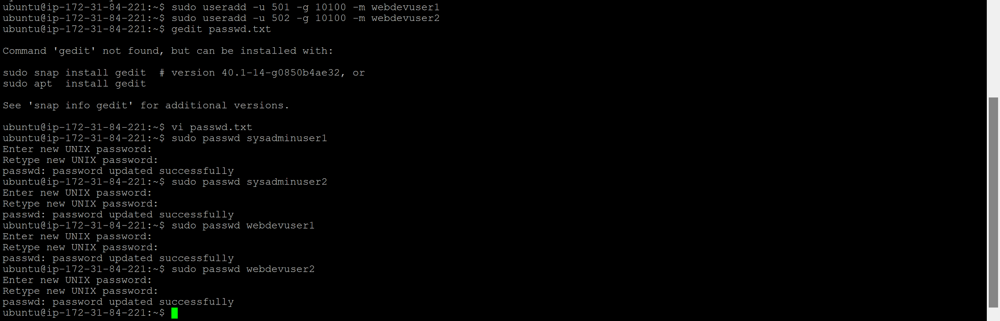 ubuntu@ip-172-31-84-221:~$ sudo useradd -u 501 -g 10100 -m webdevuser1
ubuntu@ip-172-31-84-221:~$ sudo useradd -u 502 -g 10100 -m webdevuser2
ubuntu@ip-172-31-84-221:~$ gedit passwd.txt
Command 'gedit' not found, but can be installed with:
sudo snap install gedit  # version 40.1-14-g0850b4ae32, or
sudo apt  install gedit
See 'snap info gedit' for additional versions.
ubuntu@ip-172-31-84-221:~$ vi passwd.txt
ubuntu@ip-172-31-84-221:~$ sudo passwd sysadminuser1
Enter new UNIX password:
Retype new UNIX password:
passwd: password updated successfully
ubuntu@ip-172-31-84-221:~$ sudo passwd sysadminuser2
Enter new UNIX password:
Retype new UNIX password:
passwd: password updated successfully
ubuntu@ip-172-31-84-221:~$ sudo passwd webdevuser1
Enter new UNIX password:
Retype new UNIX password:
passwd: password updated successfully
ubuntu@ip-172-31-84-221:~$ sudo passwd webdevuser2
Enter new UNIX password:
Retype new UNIX password:
passwd: password updated successfully
ubuntu@ip-172-31-84-221:~$